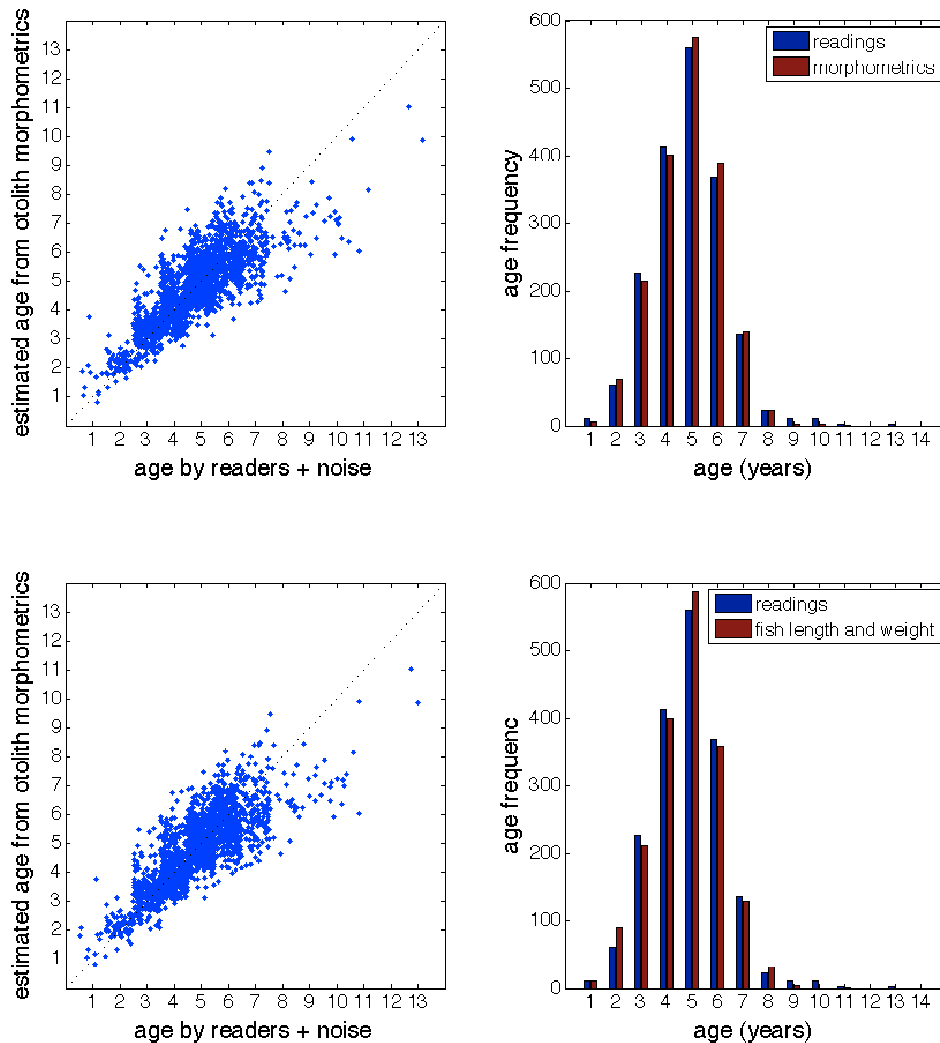 estimated age from otolith morphometrics
13
12
11
10
9
8
7
6
5
4
3
2
1
1 2 3 4 5 6 7 8 9 10 11 12 13
age by readers + noise
age frequency
600
500
400
300
200
100
0
readings
morphometrics
1 2 3 4 5 6 7 8 9 10 11 12 13 14
age (years)
estimated age from otolith morphometrics
13
12
11
10
9
8
7
6
5
4
3
2
1
1 2 3 4 5 6 7 8 9 10 11 12 13
age by readers + noise
age frequenc
600
500
400
300
200
100
0
readings
fish length and weight
1 2 3 4 5 6 7 8 9 10 11 12 13 14
age (years)